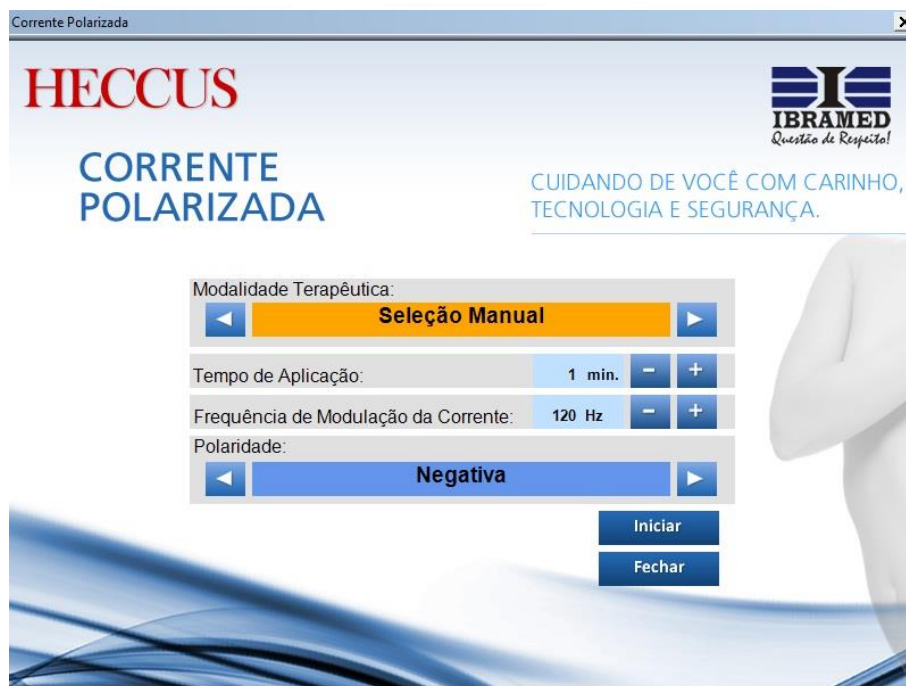 Corrente Polarizada
HECCUS
IBRAMED
Questão de Respeito!
CORRENTE
POLARIZADA
CUIDANDO DE VOCÊ COM CARINHO,
TECNOLOGIA E SEGURANÇA.
Modalidade Terapêutica:
Seleção Manual
Tempo de Aplicação: 1 min. - +
Frequência de Modulação da Corrente: 120 Hz - +
Polaridade:
Negativa
Iniciar
Fechar